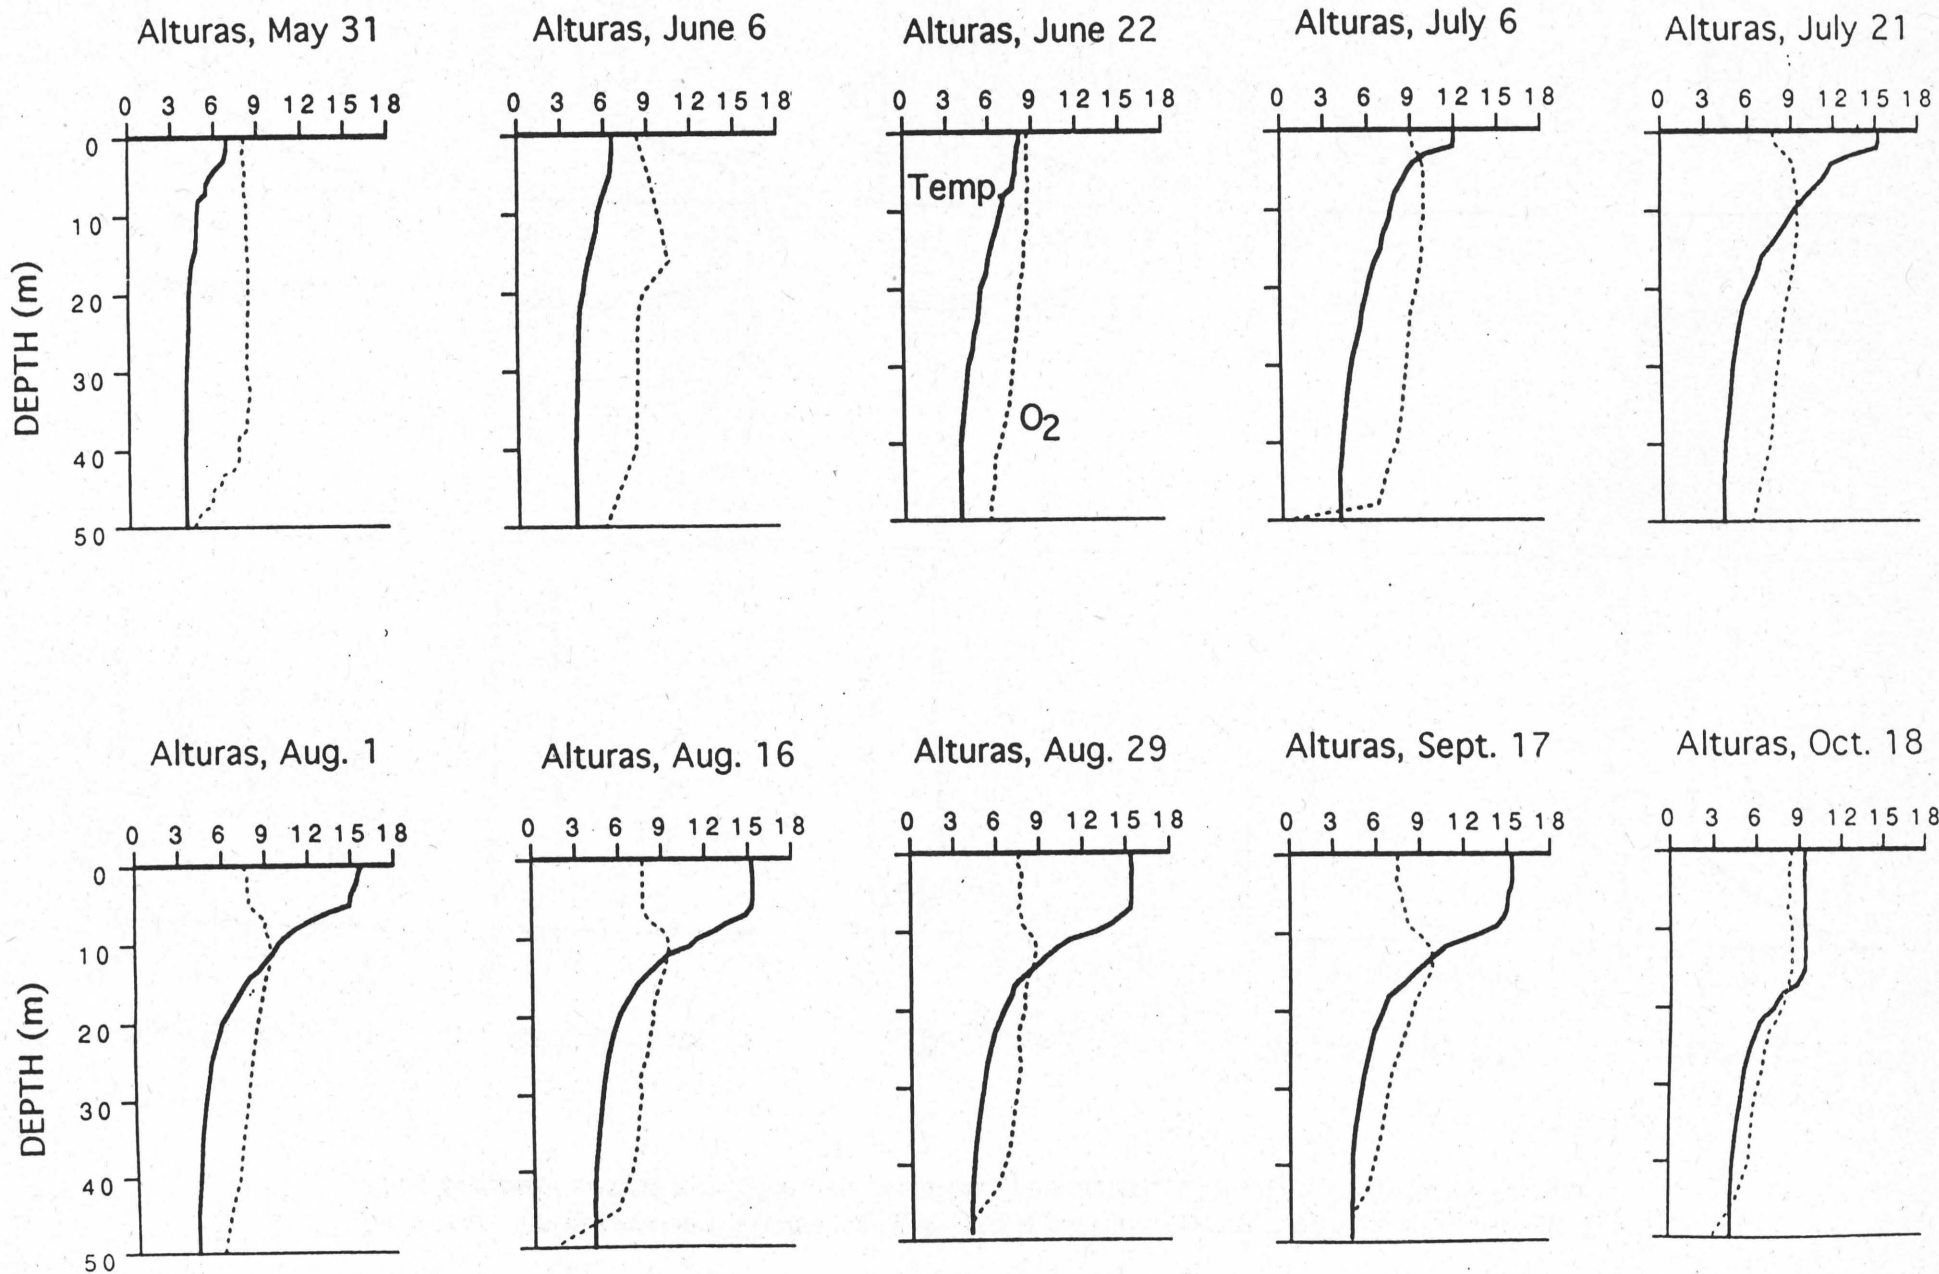 Alturas, May 31
Alturas, June 6
Alturas, June 22
Alturas, July 6
Alturas, July 21
0 3 6 9 12 15 18
0 3 6 9 12 15 18
0 3 6 9 12 15 18
0 3 6 9 12 15 18
0 3 6 9 12 15 18
DEPTH (m)
0
10
20
30
40
50
Temp.
O2
Alturas, Aug. 1
Alturas, Aug. 16
Alturas, Aug. 29
Alturas, Sept. 17
Alturas, Oct. 18
0 3 6 9 12 15 18
0 3 6 9 12 15 18
0 3 6 9 12 15 18
0 3 6 9 12 15 18
0 3 6 9 12 15 18
DEPTH (m)
0
10
20
30
40
50